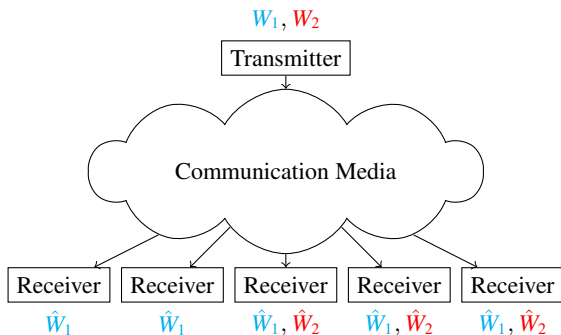 W₁, W₂
Transmitter
Communication Media
Receiver Receiver Receiver Receiver Receiver
Ŵ₁ Ŵ₁ Ŵ₁, Ŵ₂ Ŵ₁, Ŵ₂ Ŵ₁, Ŵ₂